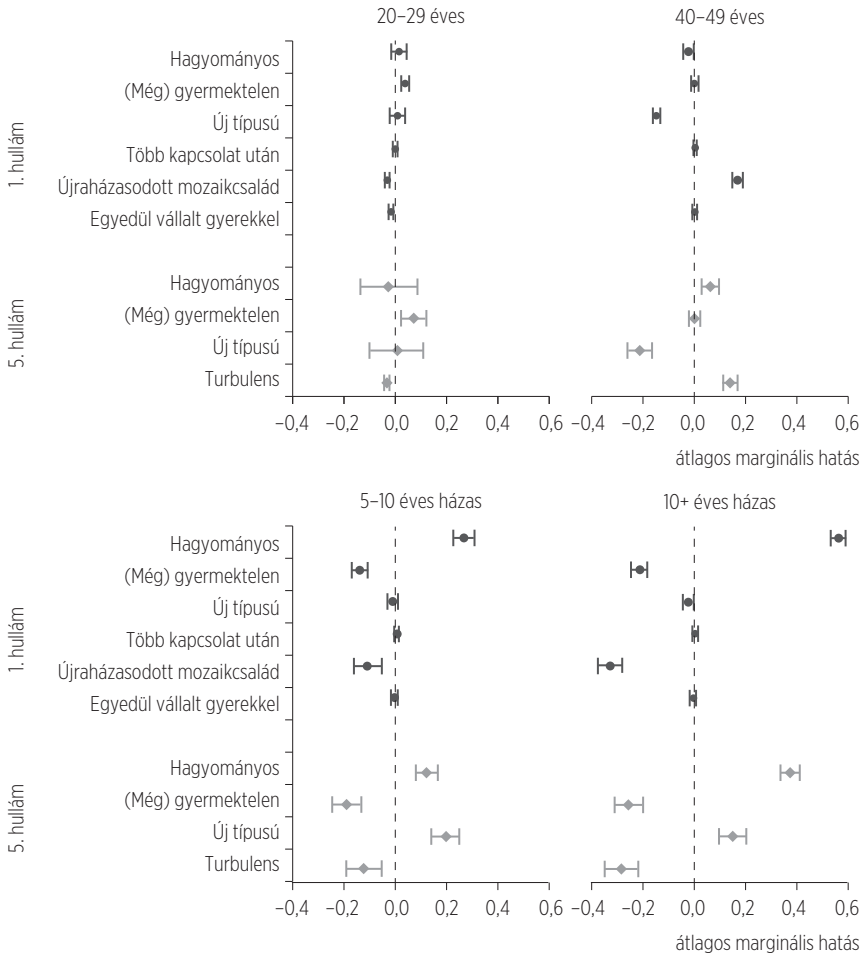 20–29 éves
40–49 éves
1. hullám
Hagyományos
(Még) gyermektelen
Új típusú
Több kapcsolat után
Újraházasodott mozaikcsalád
Egyedül vállalt gyerekkel
5. hullám
Hagyományos
(Még) gyermektelen
Új típusú
Turbulens
–0,4 –0,2 0,0 0,2 0,4 0,6
–0,4 –0,2 0,0 0,2 0,4 0,6
átlagos marginális hatás
5–10 éves házas
10+ éves házas
1. hullám
Hagyományos
(Még) gyermektelen
Új típusú
Több kapcsolat után
Újraházasodott mozaikcsalád
Egyedül vállalt gyerekkel
5. hullám
Hagyományos
(Még) gyermektelen
Új típusú
Turbulens
–0,4 –0,2 0,0 0,2 0,4 0,6
–0,4 –0,2 0,0 0,2 0,4 0,6
átlagos marginális hatás